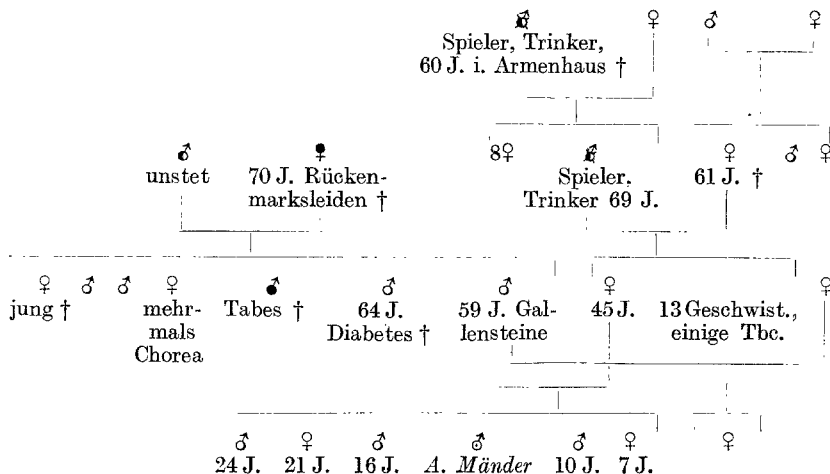 ♂ ♀ ♂ ♀
Spieler, Trinker,
60 J. i. Armenhaus †
♂ ♀ 8♀ ♂ ♀ ♂ ♀
unstet 70 J. Rücken- Spieler, 61 J. †
marksleiden † Trinker 69 J.
♀ ♂ ♂ ♀ ♂ ♂ ♂ ♀ ♀
jung † mehr- Tabes † 64 J. 59 J. Gal- 45 J. 13 Geschwist.,
mals Diabetes † lensteine einige Tbc.
Chorea
♂ ♀ ♂ ♂ ♂ ♀ ♀
24 J. 21 J. 16 J. A. Mänder 10 J. 7 J.